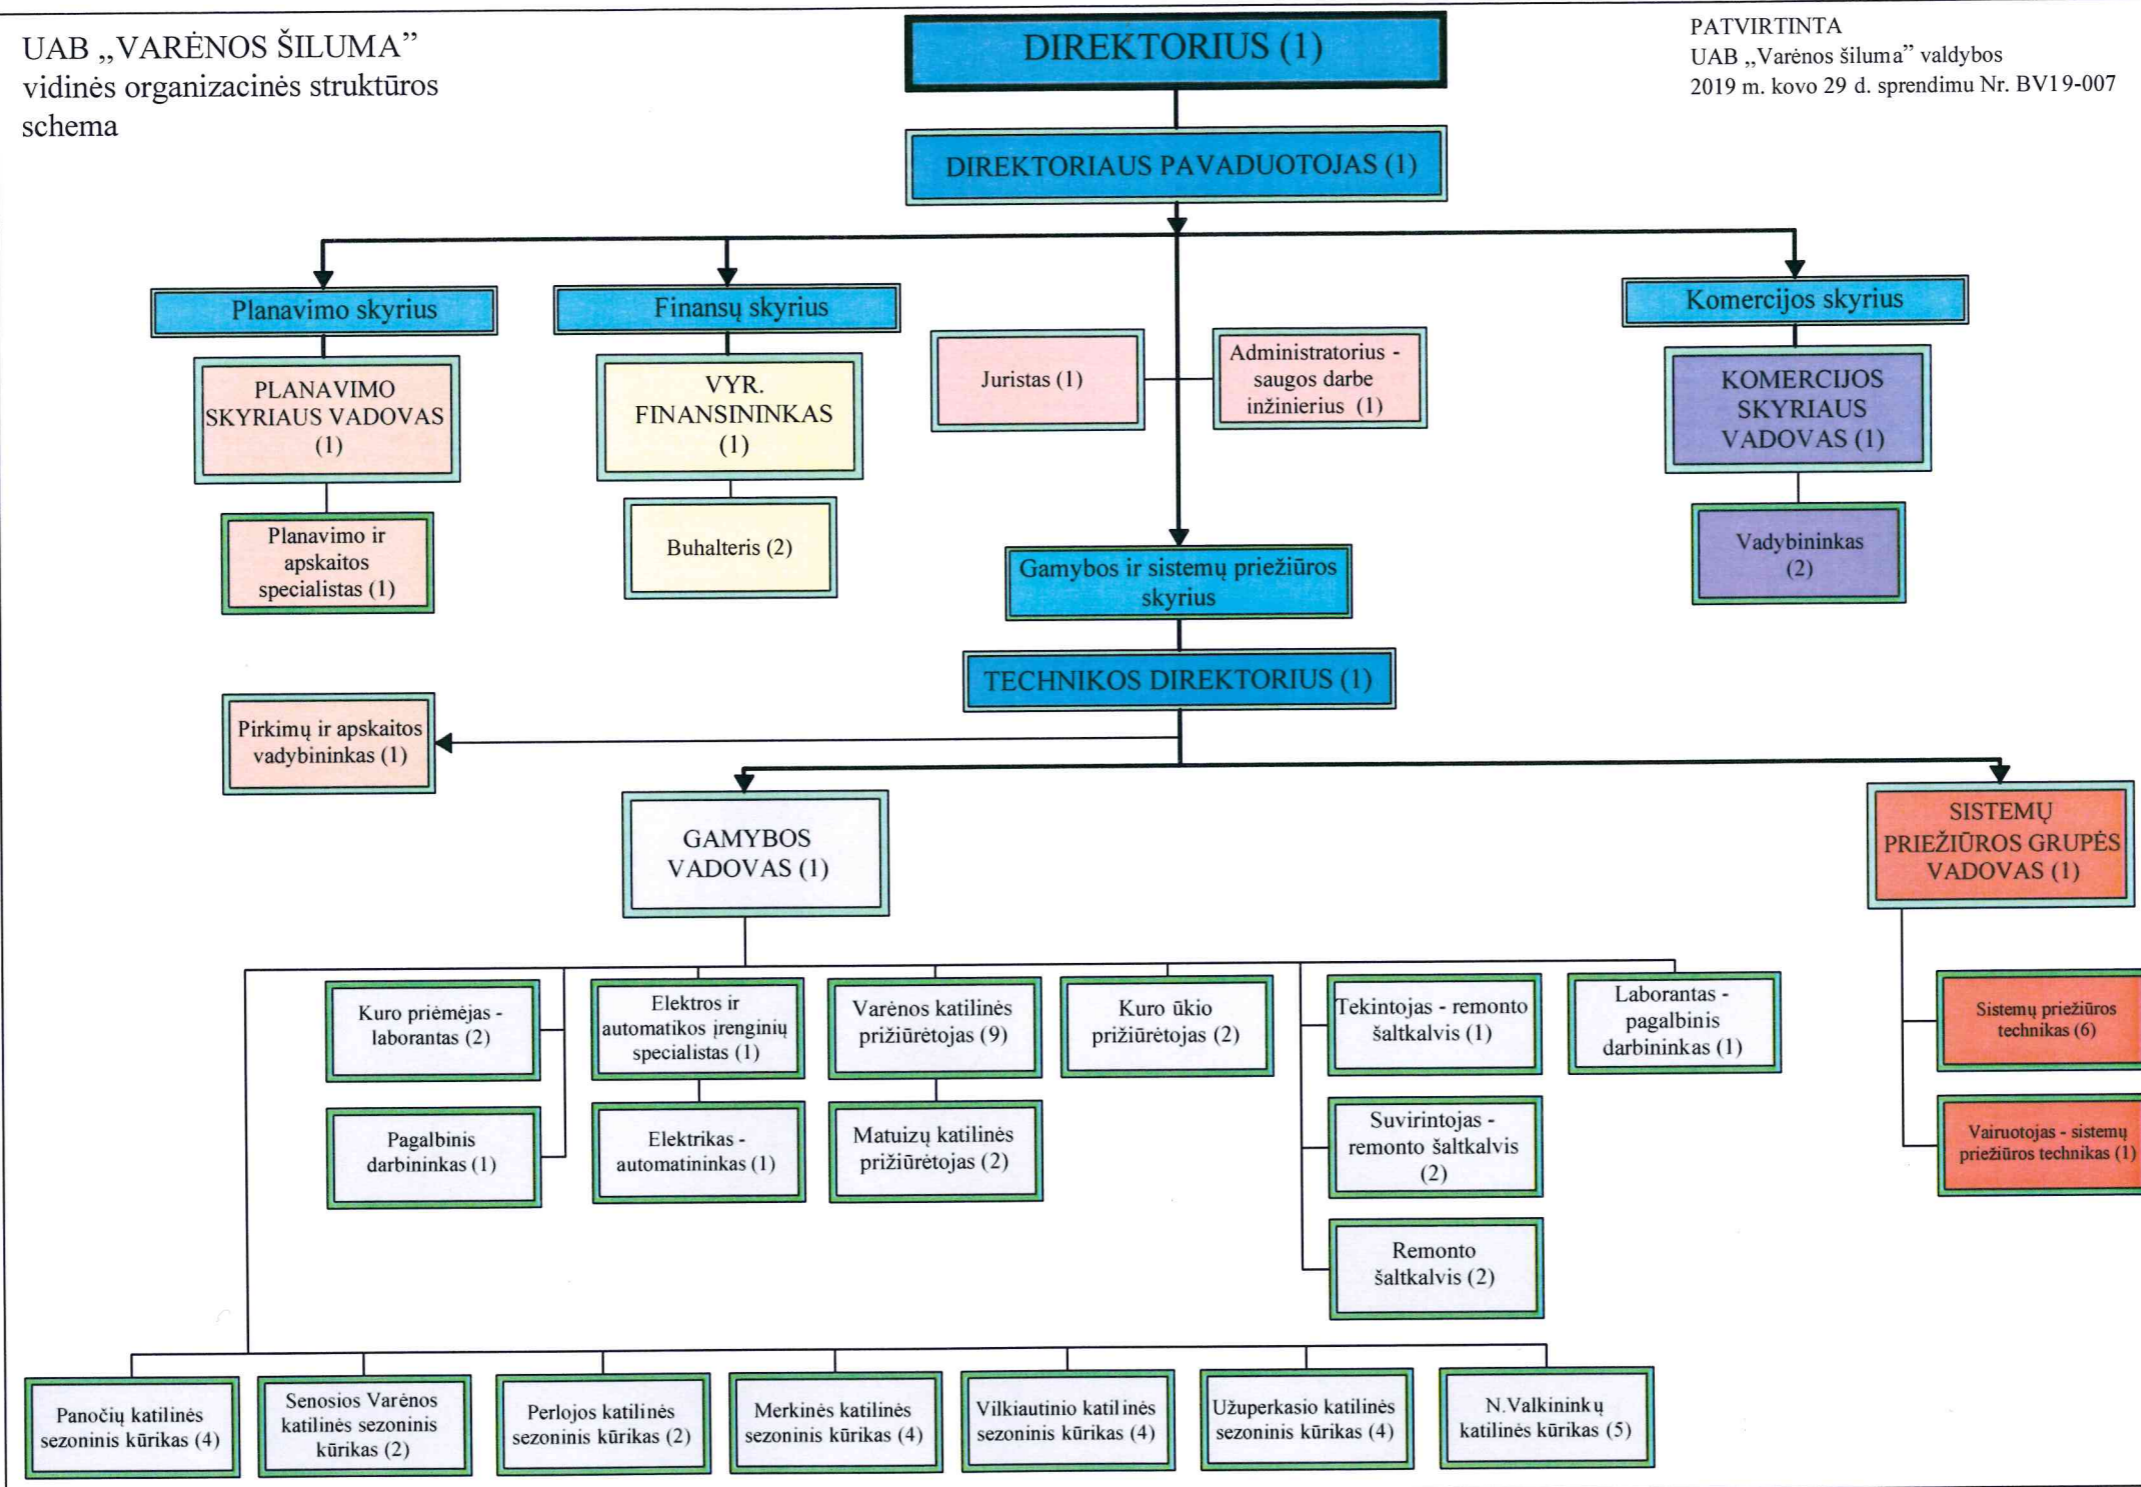 UAB „VARĖNOS ŠILUMA”
vidinės organizacinės struktūros
schema
DIREKTORIUS (1)
PATVIRTINTA
UAB „Varėnos šiluma” valdybos
2019 m. kovo 29 d. sprendimu Nr. BV19-007
DIREKTORIAUS PAVADUOTOJAS (1)
Planavimo skyrius
Finansų skyrius
Komercijos skyrius
PLANAVIMO
SKYRIAUS VADOVAS
(1)
VYR.
FINANSININKAS
(1)
Juristas (1)
Administratorius -
saugos darbe
inžinierius (1)
KOMERCIJOS
SKYRIAUS
VADOVAS (1)
Planavimo ir
apskaitos
specialistas (1)
Buhalteris (2)
Gamybos ir sistemų priežiūros
skyrius
Vadybininkas
(2)
TECHNIKOS DIREKTORIUS (1)
Pirkimų ir apskaitos
vadybininkas (1)
GAMYBOS
VADOVAS (1)
SISTEMŲ
PRIEŽIŪROS GRUPĖS
VADOVAS (1)
Kuro priėmėjas -
laborantas (2)
Elektros ir
automatikos įrenginių
specialistas (1)
Varėnos katilinės
prižiūrėtojas (9)
Kuro ūkio
prižiūrėtojas (2)
Tekintojas - remonto
šaltkalvis (1)
Laborantas -
pagalbinis
darbininkas (1)
Sistemų priežiūros
technikas (6)
Pagalbinis
darbininkas (1)
Elektrikas -
automatininkas (1)
Matuizų katilinės
prižiūrėtojas (2)
Suvirintojas -
remonto šaltkalvis
(2)
Vairuotojas - sistemų
priežiūros technikas (1)
Remonto
šaltkalvis (2)
Panočių katilinės
sezoninis kūrikas (4)
Senosios Varėnos
katilinės sezoninis
kūrikas (2)
Perlojos katilinės
sezoninis kūrikas (2)
Merkinės katilinės
sezoninis kūrikas (4)
Vilkiautinio katilinės
sezoninis kūrikas (4)
Užuperkasio katilinės
sezoninis kūrikas (4)
N.Valkininkų
katilinės kūrikas (5)